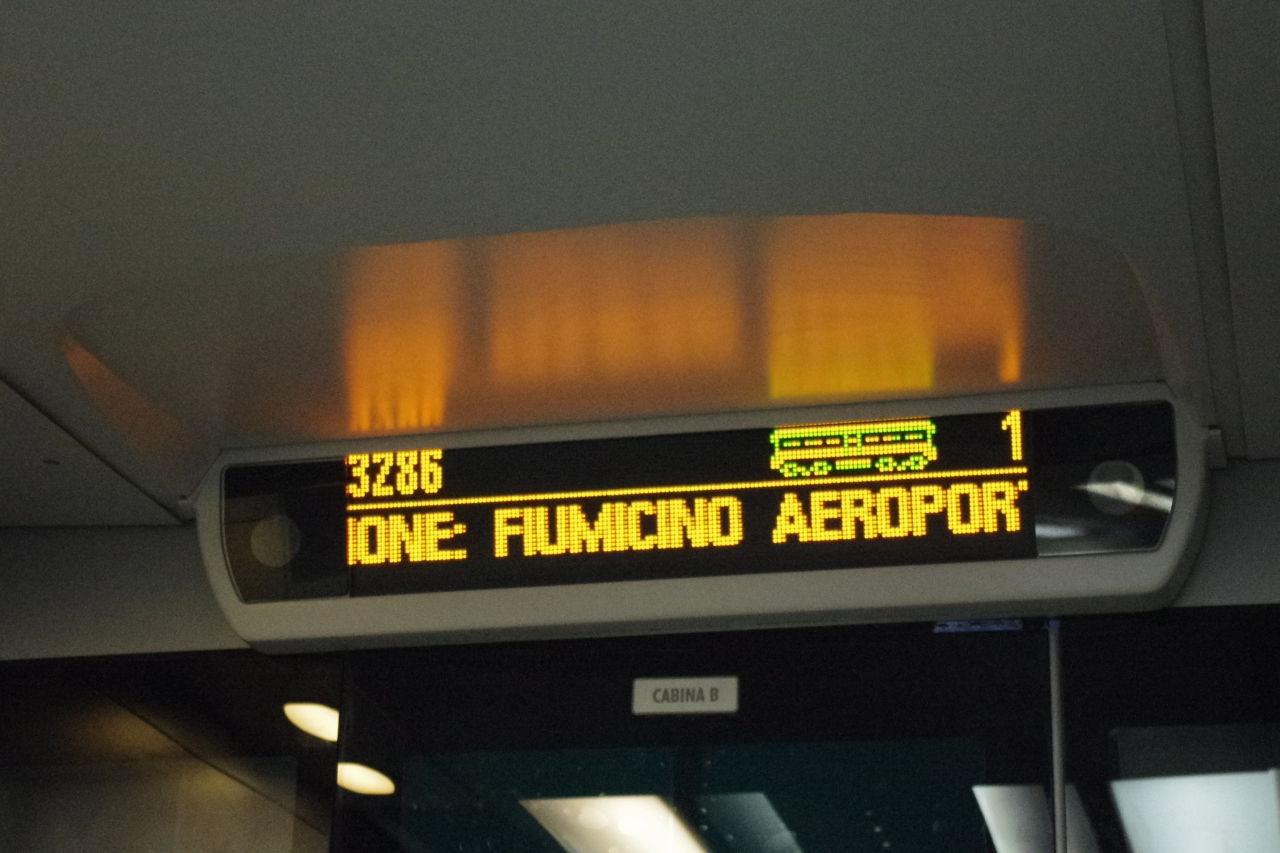 3286 1
IONE: FIUMICINO AEROPOR
CABINA B